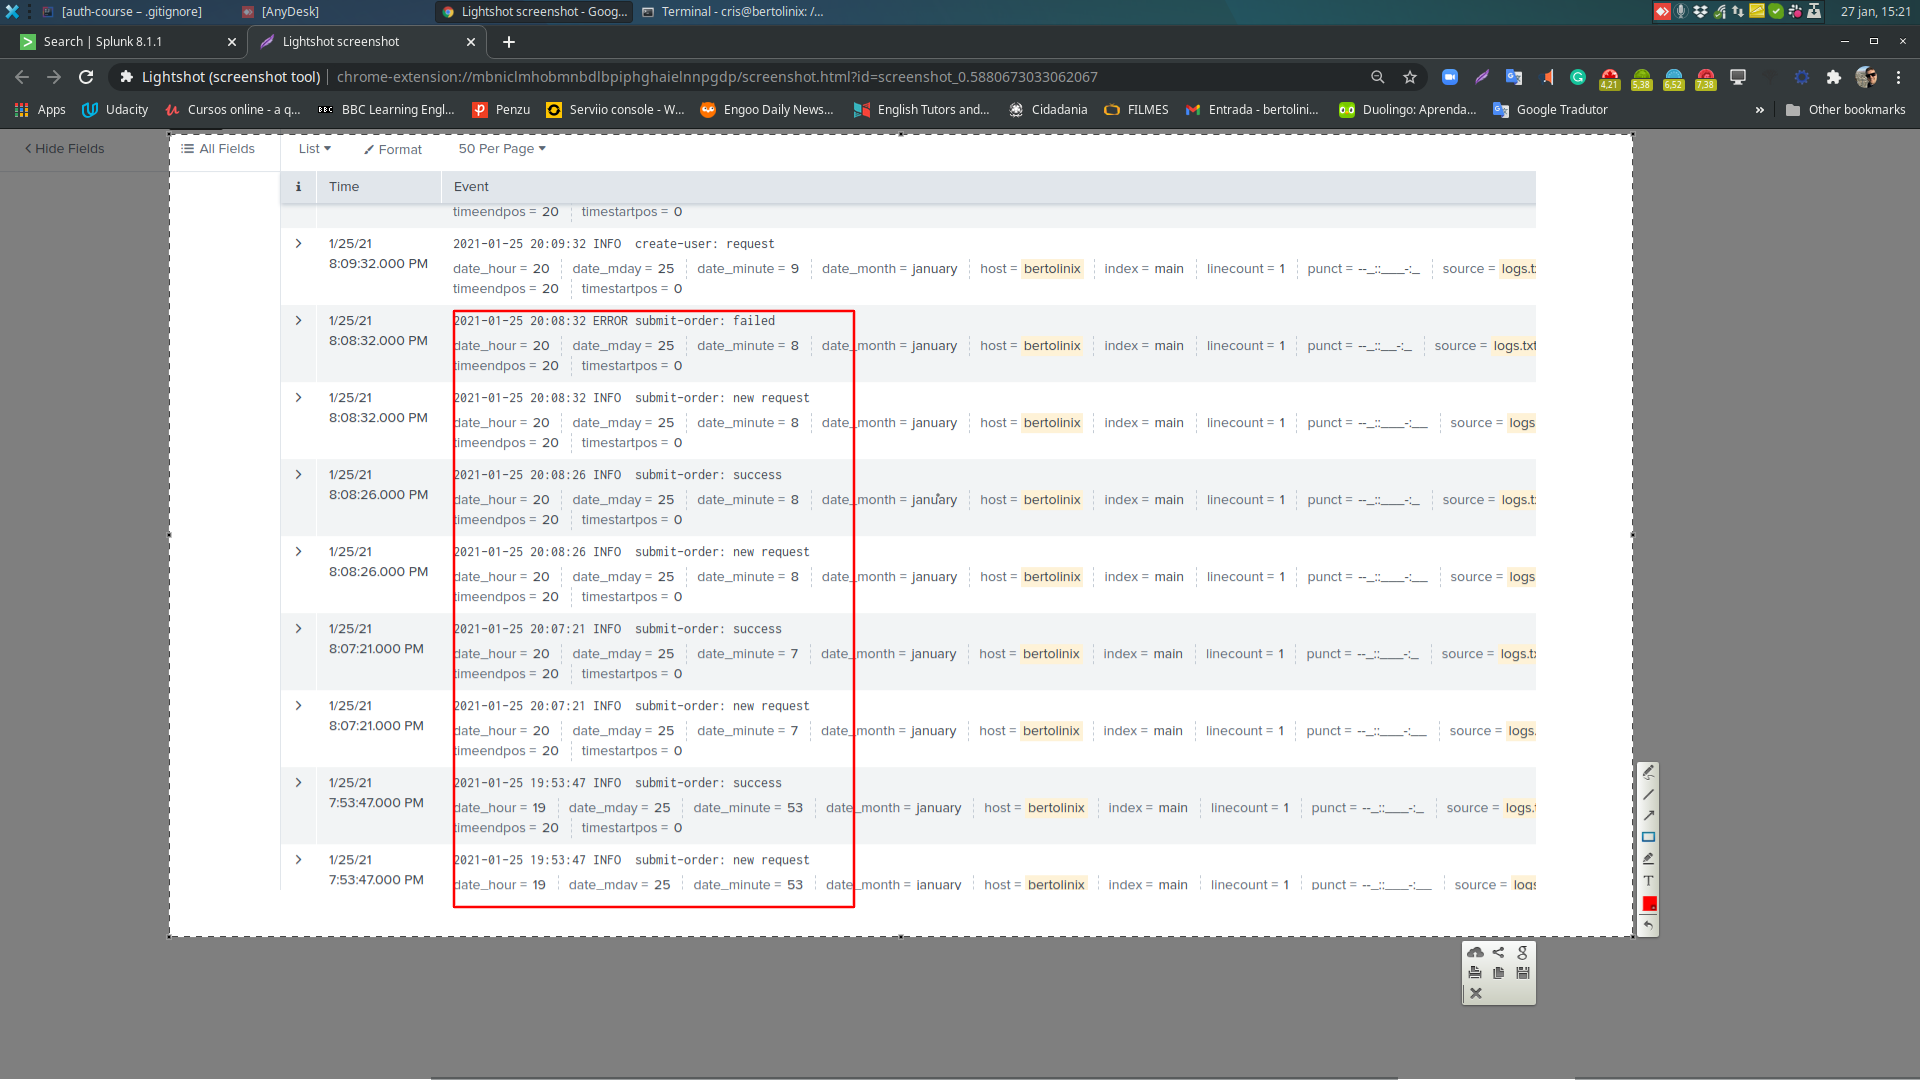 [auth-course – .gitignore] [AnyDesk] Lightshot screenshot - Goog... Terminal - cris@bertolinix: /... 27 jan, 15:21
Search | Splunk 8.1.1 Lightshot screenshot
Lightshot (screenshot tool) chrome-extension://mbniclmhobmnbdlbpiphghaielnnpgdp/screenshot.html?id=screenshot_0.5880673033062067 4,21 5,38 6,52 7,38
Apps Udacity Cursos online - a q... BBC Learning Engl... Penzu Serviio console - W... Engoo Daily News... English Tutors and... Cidadania FILMES Entrada - bertolini... Duolingo: Aprenda... Google Tradutor » Other bookmarks
Hide Fields All Fields List Format 50 Per Page
i Time Event
timeendpos = 20 timestartpos = 0
1/25/21 2021-01-25 20:09:32 INFO create-user: request
8:09:32.000 PM date_hour = 20 date_mday = 25 date_minute = 9 date_month = january host = bertolinix index = main linecount = 1 punct = --_::____-:_ source = logs.t
timeendpos = 20 timestartpos = 0
1/25/21 2021-01-25 20:08:32 ERROR submit-order: failed
8:08:32.000 PM date_hour = 20 date_mday = 25 date_minute = 8 date_month = january host = bertolinix index = main linecount = 1 punct = --_::___-:_ source = logs.txt
timeendpos = 20 timestartpos = 0
1/25/21 2021-01-25 20:08:32 INFO submit-order: new request
8:08:32.000 PM date_hour = 20 date_mday = 25 date_minute = 8 date_month = january host = bertolinix index = main linecount = 1 punct = --_::____-:__ source = logs
timeendpos = 20 timestartpos = 0
1/25/21 2021-01-25 20:08:26 INFO submit-order: success
8:08:26.000 PM date_hour = 20 date_mday = 25 date_minute = 8 date_month = january host = bertolinix index = main linecount = 1 punct = --_::____-:_ source = logs.t
timeendpos = 20 timestartpos = 0
1/25/21 2021-01-25 20:08:26 INFO submit-order: new request
8:08:26.000 PM date_hour = 20 date_mday = 25 date_minute = 8 date_month = january host = bertolinix index = main linecount = 1 punct = --_::____-:__ source = logs
timeendpos = 20 timestartpos = 0
1/25/21 2021-01-25 20:07:21 INFO submit-order: success
8:07:21.000 PM date_hour = 20 date_mday = 25 date_minute = 7 date_month = january host = bertolinix index = main linecount = 1 punct = --_::____-:_ source = logs.t
timeendpos = 20 timestartpos = 0
1/25/21 2021-01-25 20:07:21 INFO submit-order: new request
8:07:21.000 PM date_hour = 20 date_mday = 25 date_minute = 7 date_month = january host = bertolinix index = main linecount = 1 punct = --_::____-:__ source = logs.
timeendpos = 20 timestartpos = 0
1/25/21 2021-01-25 19:53:47 INFO submit-order: success
7:53:47.000 PM date_hour = 19 date_mday = 25 date_minute = 53 date_month = january host = bertolinix index = main linecount = 1 punct = --_::____-:_ source = logs.
timeendpos = 20 timestartpos = 0
1/25/21 2021-01-25 19:53:47 INFO submit-order: new request
7:53:47.000 PM date_hour = 19 date_mday = 25 date_minute = 53 date_month = january host = bertolinix index = main linecount = 1 punct = --_::____-:__ source = logs
T
g